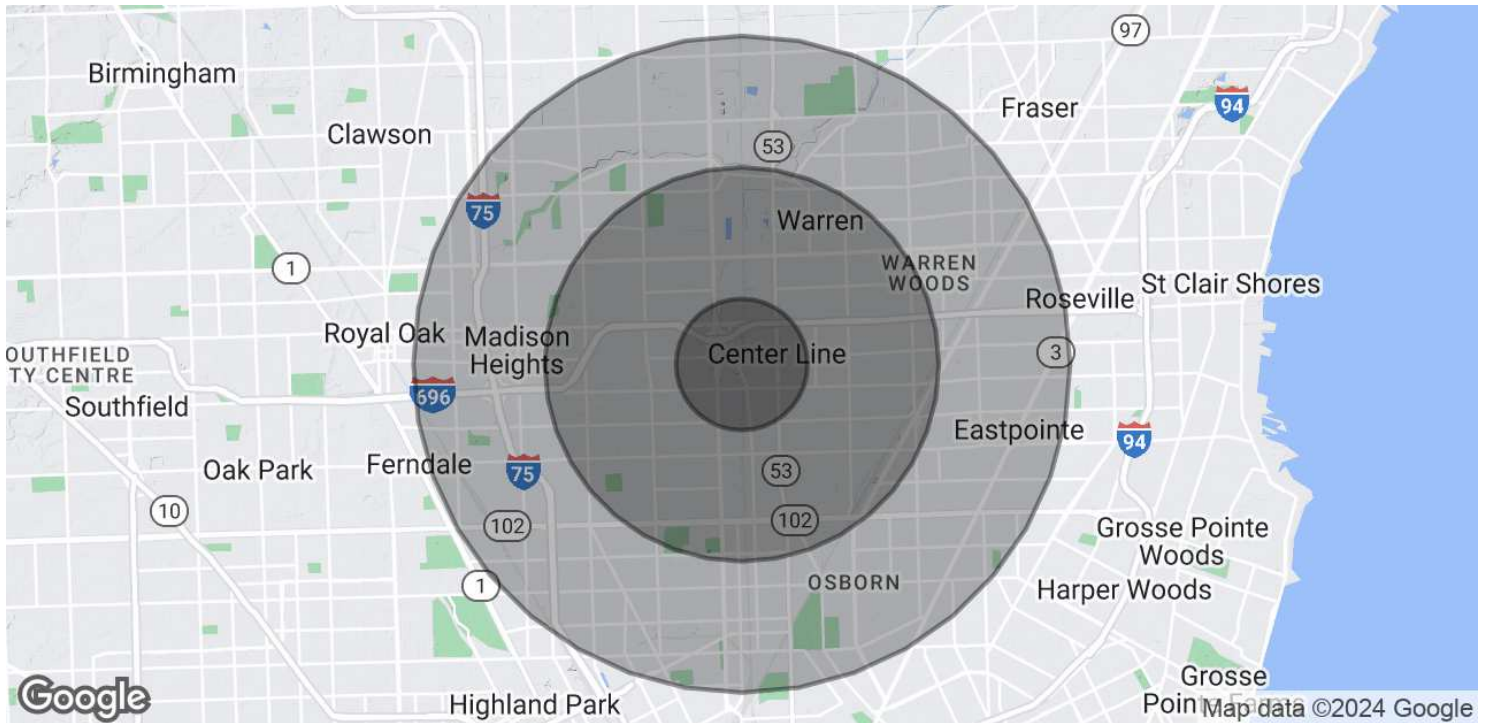 97
Birmingham
94
Fraser
Clawson
53
75
Warren
1
WARREN
WOODS
St Clair Shores
Roseville
Royal Oak
Madison
Heights
Center Line
3
OUTHFIELD
TY CENTRE
696
Southfield
Eastpointe
94
Ferndale
Oak Park
75
53
10
102
102
Grosse Pointe
Woods
OSBORN
1
Harper Woods
Grosse
Pointe Farms
Highland Park
Google
Map data ©2024 Google